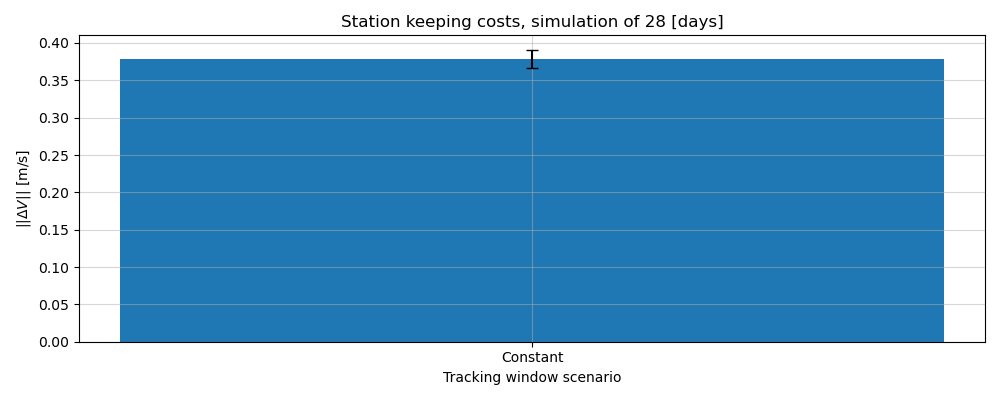 Station keeping costs, simulation of 28 [days]
||ΔV|| [m/s]
0.40
0.35
0.30
0.25
0.20
0.15
0.10
0.05
0.00
Constant
Tracking window scenario